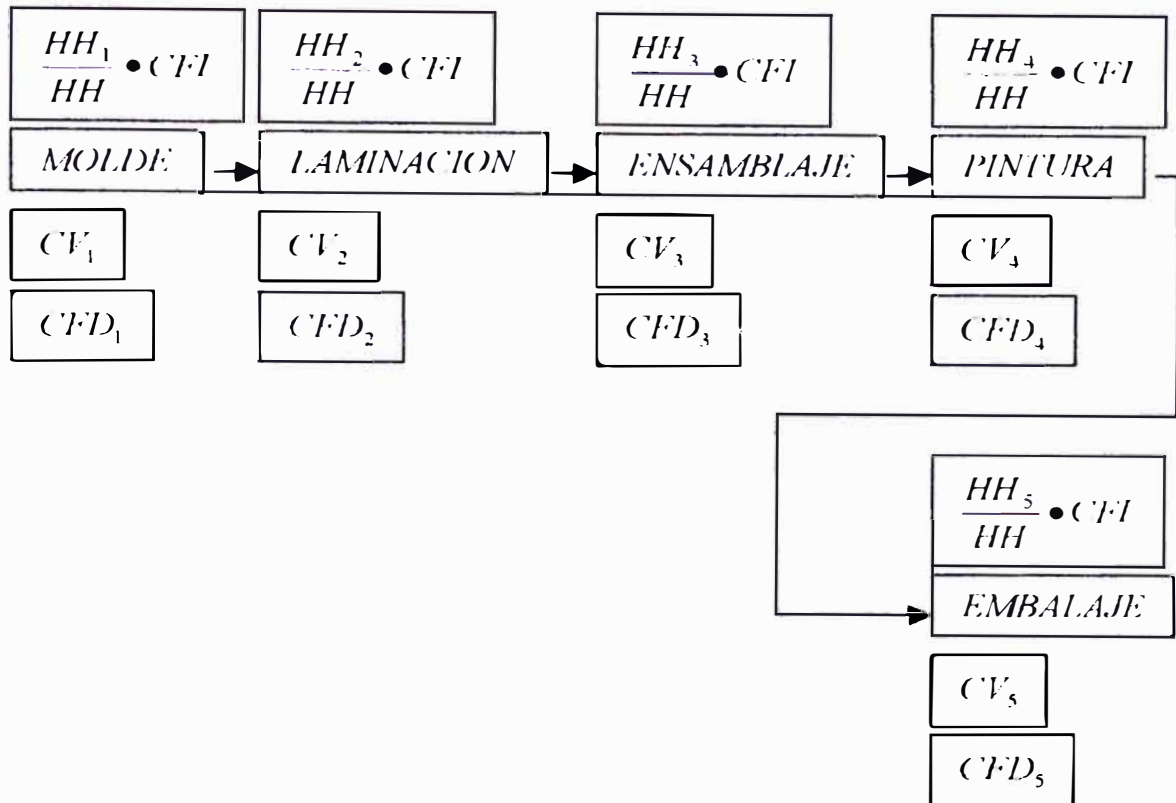 HH₁/HH • CFI HH₂/HH • CFI HH₃/HH • CFI HH₄/HH • CFI
MOLDE LAMINACION ENSAMBLAJE PINTURA
CV₁ CV₂ CV₃ CV₄
CFD₁ CFD₂ CFD₃ CFD₄
HH₅/HH • CFI
EMBALAJE
CV₅
CFD₅